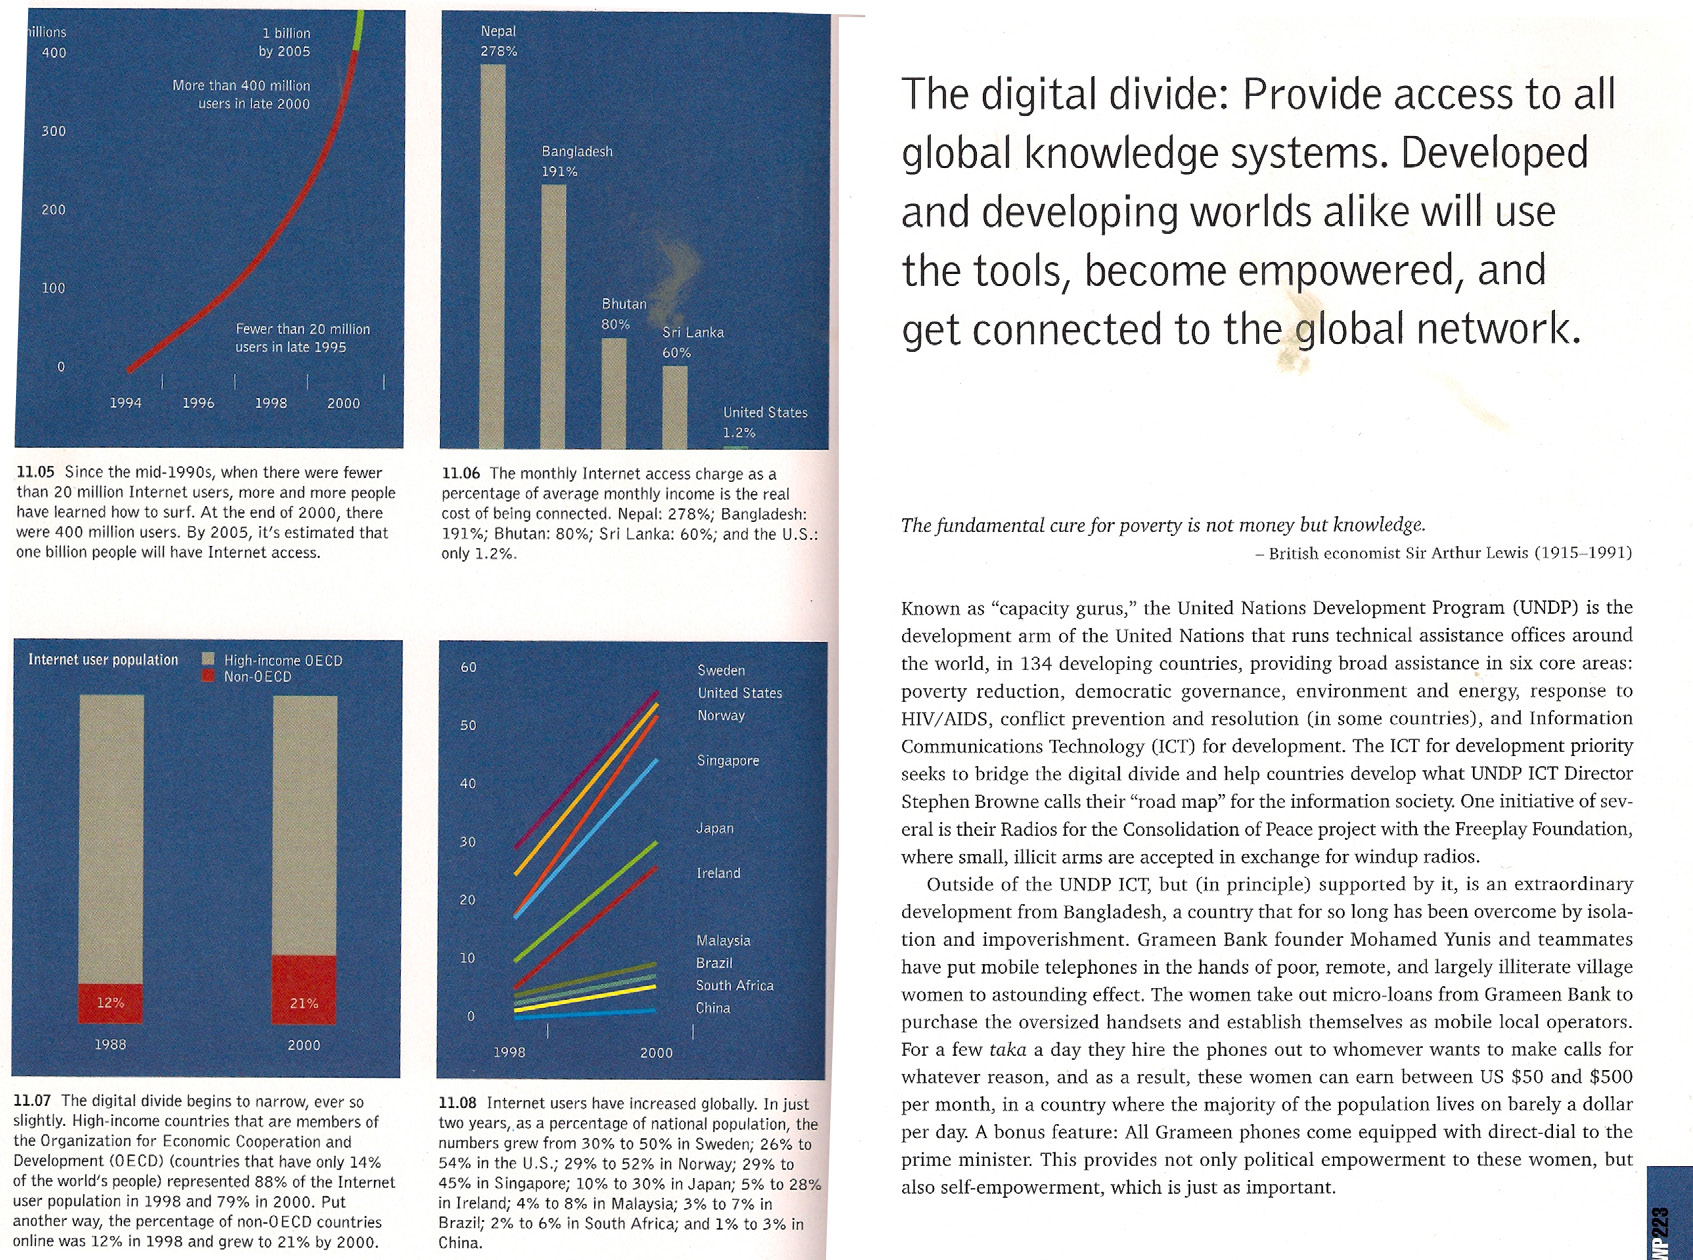 400
1 billion
by 2005
More than 400 million
users in late 2000
300
200
100
Fewer than 20 million
users in late 1995
0
1994 1996 1998 2000
11.05 Since the mid-1990s, when there were fewer
than 20 million Internet users, more and more people
have learned how to surf. At the end of 2000, there
were 400 million users. By 2005, it's estimated that
one billion people will have Internet access.
Nepal
278%
Bangladesh
191%
Bhutan
80%
Sri Lanka
60%
United States
1.2%
11.06 The monthly Internet access charge as a
percentage of average monthly income is the real
cost of being connected. Nepal: 278%; Bangladesh:
191%; Bhutan: 80%; Sri Lanka: 60%; and the U.S.:
only 1.2%.
Internet user population
High-income OECD
Non-OECD
12% 21%
1988 2000
11.07 The digital divide begins to narrow, ever so
slightly. High-income countries that are members of
the Organization for Economic Cooperation and
Development (OECD) (countries that have only 14%
of the world's people) represented 88% of the Internet
user population in 1998 and 79% in 2000. Put
another way, the percentage of non-OECD countries
online was 12% in 1998 and grew to 21% by 2000.
60
50
40
30
20
10
0
Sweden
United States
Norway
Singapore
Japan
Ireland
Malaysia
Brazil
South Africa
China
1998 2000
11.08 Internet users have increased globally. In just
two years, as a percentage of national population, the
numbers grew from 30% to 50% in Sweden; 26% to
54% in the U.S.; 29% to 52% in Norway; 29% to
45% in Singapore; 10% to 30% in Japan; 5% to 28%
in Ireland; 4% to 8% in Malaysia; 3% to 7% in
Brazil; 2% to 6% in South Africa; and 1% to 3% in
China.
The digital divide: Provide access to all
global knowledge systems. Developed
and developing worlds alike will use
the tools, become empowered, and
get connected to the global network.
The fundamental cure for poverty is not money but knowledge.
– British economist Sir Arthur Lewis (1915–1991)
Known as “capacity gurus,” the United Nations Development Program (UNDP) is the
development arm of the United Nations that runs technical assistance offices around
the world, in 134 developing countries, providing broad assistance in six core areas:
poverty reduction, democratic governance, environment and energy, response to
HIV/AIDS, conflict prevention and resolution (in some countries), and Information
Communications Technology (ICT) for development. The ICT for development priority
seeks to bridge the digital divide and help countries develop what UNDP ICT Director
Stephen Browne calls their “road map” for the information society. One initiative of sev-
eral is their Radios for the Consolidation of Peace project with the Freeplay Foundation,
where small, illicit arms are accepted in exchange for windup radios.
Outside of the UNDP ICT, but (in principle) supported by it, is an extraordinary
development from Bangladesh, a country that for so long has been overcome by isola-
tion and impoverishment. Grameen Bank founder Mohamed Yunis and teammates
have put mobile telephones in the hands of poor, remote, and largely illiterate village
women to astounding effect. The women take out micro-loans from Grameen Bank to
purchase the oversized handsets and establish themselves as mobile local operators.
For a few taka a day they hire the phones out to whomever wants to make calls for
whatever reason, and as a result, these women can earn between US $50 and $500
per month, in a country where the majority of the population lives on barely a dollar
per day. A bonus feature: All Grameen phones come equipped with direct-dial to the
prime minister. This provides not only political empowerment to these women, but
also self-empowerment, which is just as important.
WP223